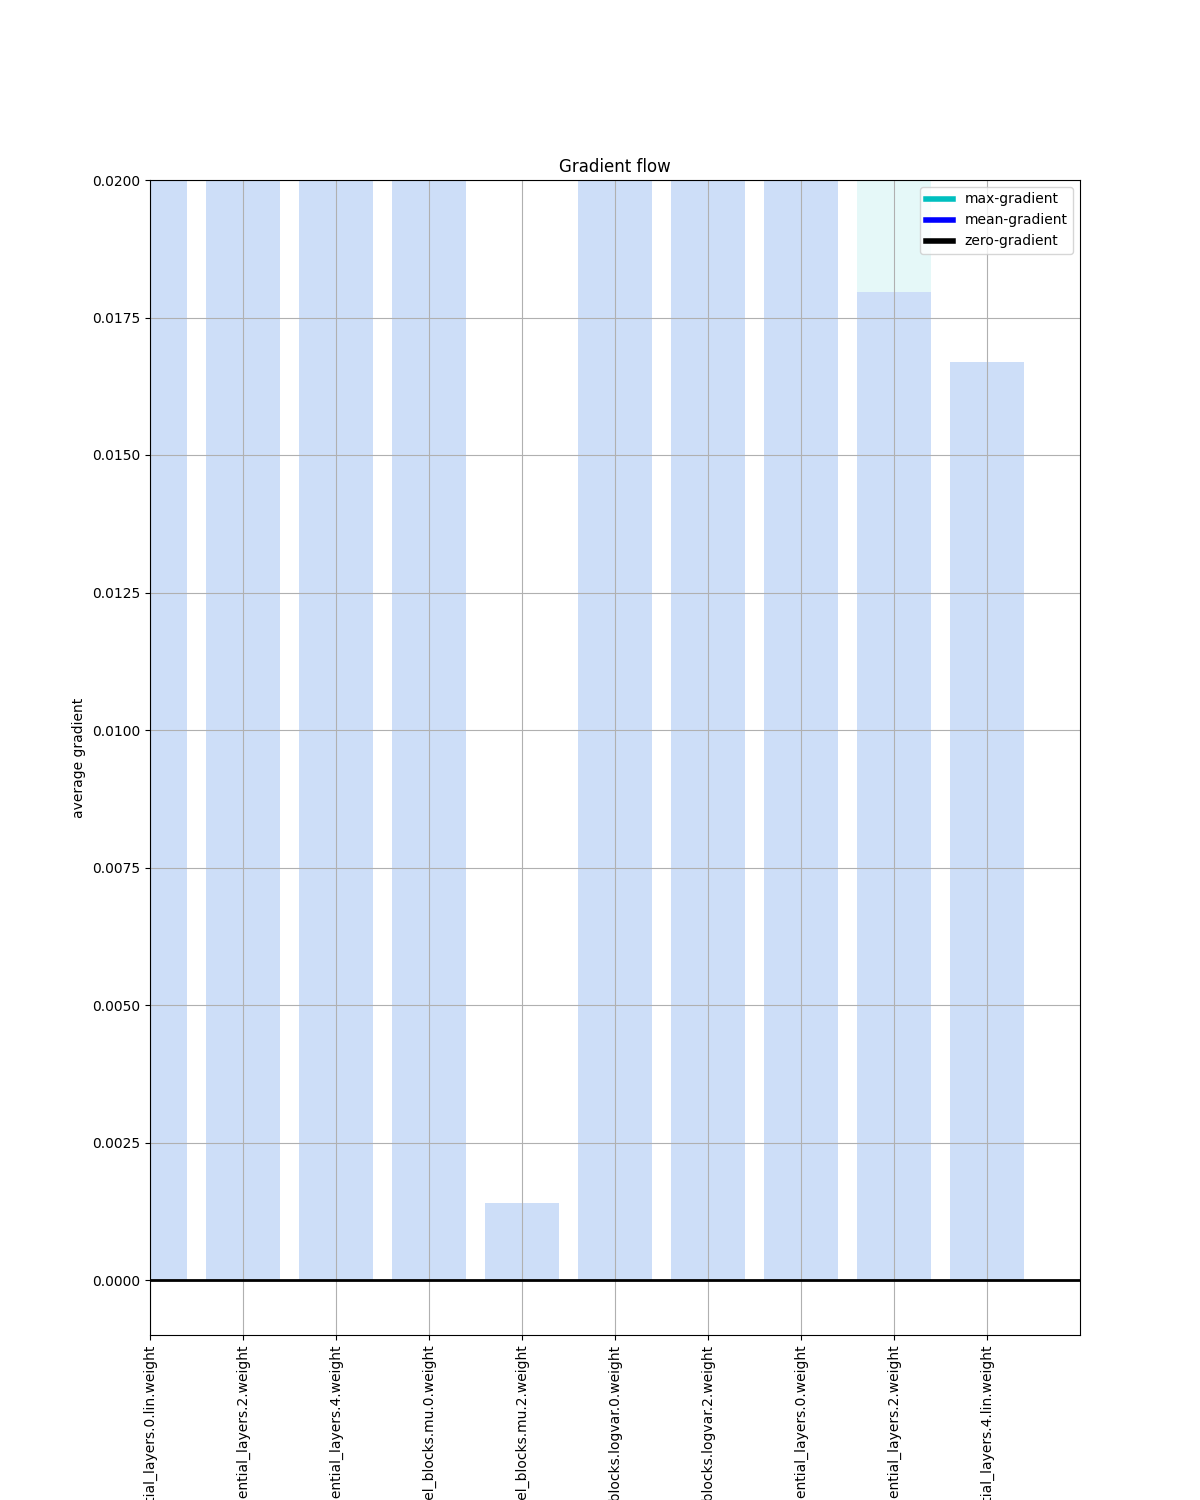 Gradient flow
max-gradient
mean-gradient
zero-gradient
0.0200
0.0175
0.0150
0.0125
0.0100
0.0075
0.0050
0.0025
0.0000
average gradient
tial_layers.0.lin.weight
ential_layers.2.weight
ential_layers.4.weight
el_blocks.mu.0.weight
el_blocks.mu.2.weight
blocks.logvar.0.weight
blocks.logvar.2.weight
ential_layers.0.weight
ential_layers.2.weight
tial_layers.4.lin.weight